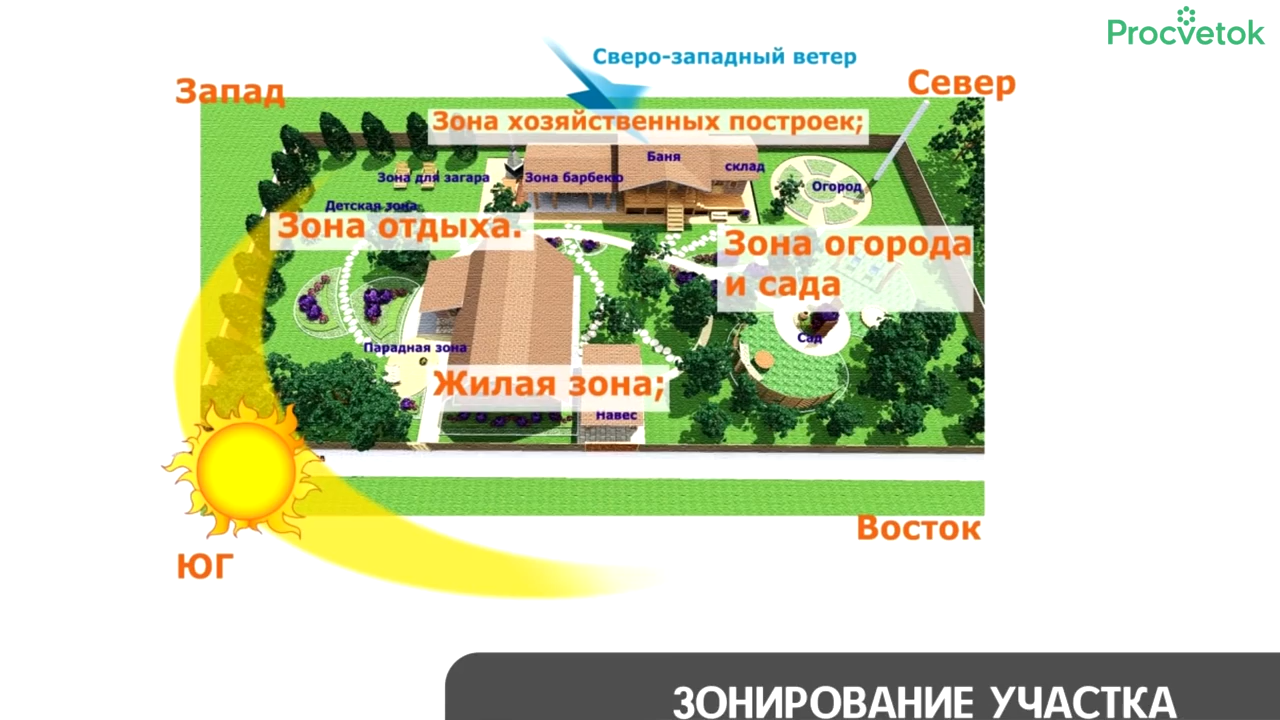 Procvetok
Сверо-западный ветер
Запад
Север
Зона хозяйственных построек;
Баня
склад
Зона для загара
Зона барбекю
Огород
Детская зона
Зона отдыха.
Зона огорода
и сада
Сад
Парадная зона
Жилая зона;
Навес
Восток
ЮГ
ЗОНИРОВАНИЕ УЧАСТКА